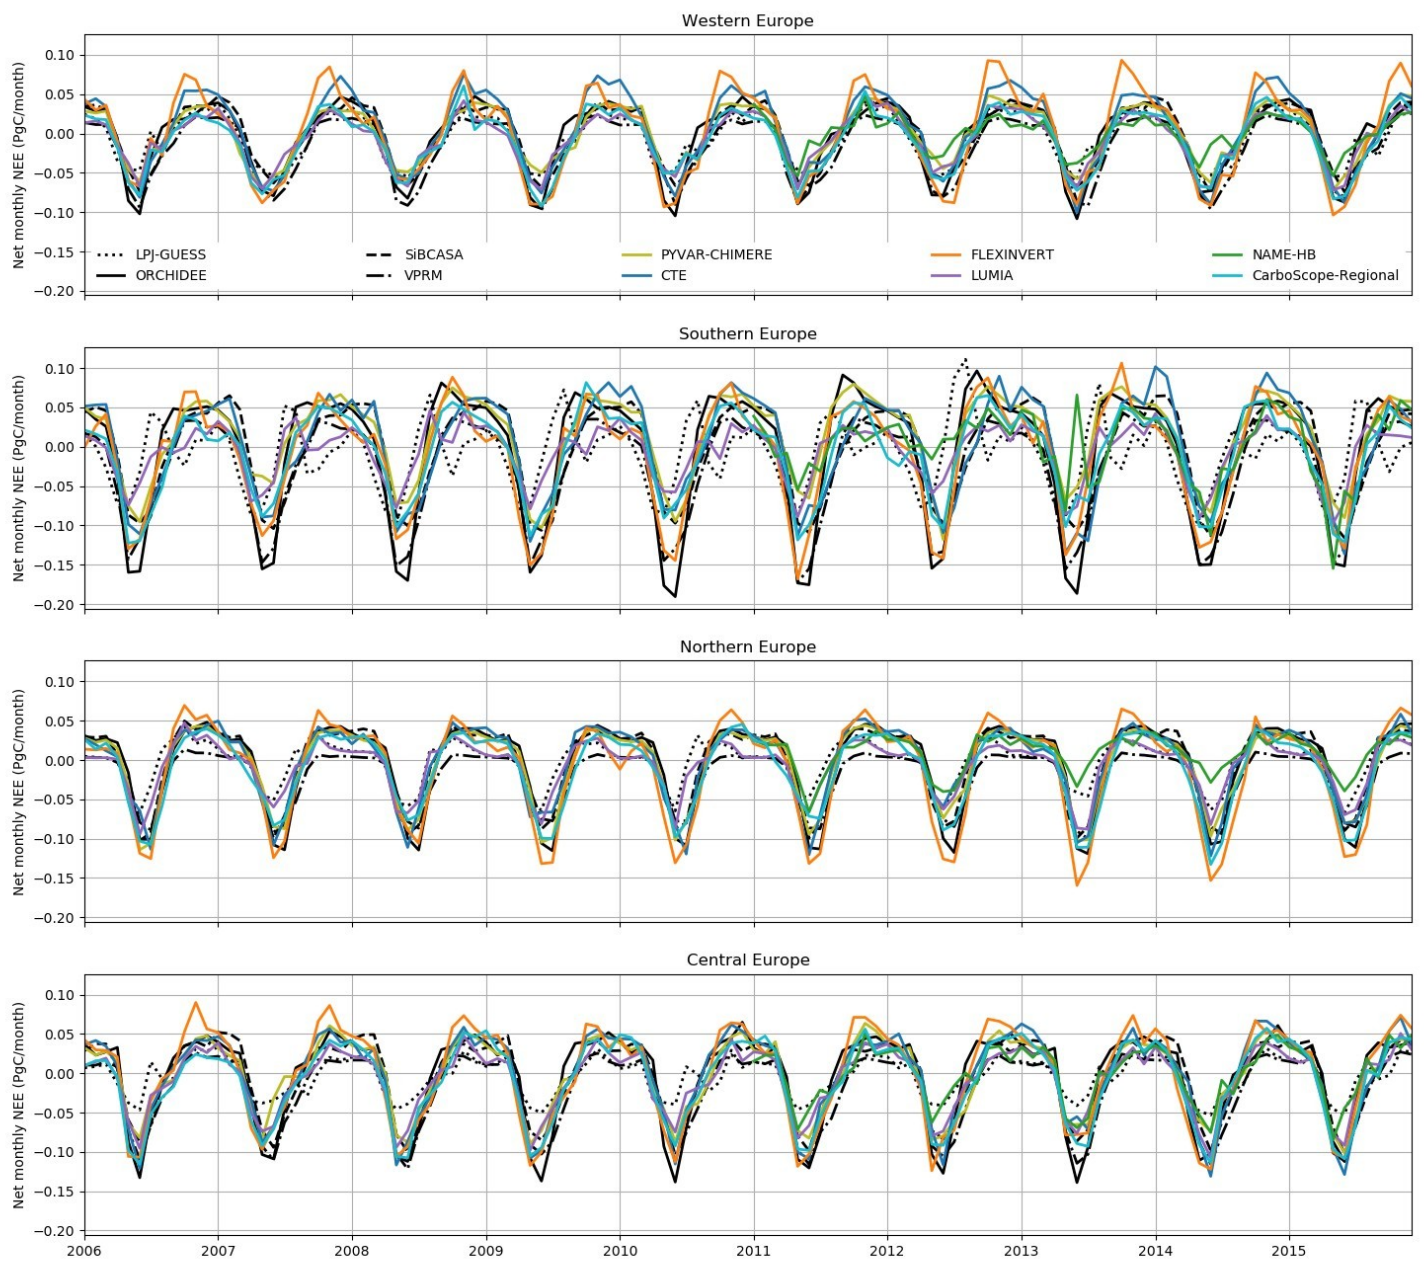 Western Europe
Net monthly NEE (PgC/month)
0.10
0.05
0.00
−0.05
−0.10
−0.15
−0.20
LPJ-GUESS SiBCASA PYVAR-CHIMERE FLEXINVERT NAME-HB
ORCHIDEE VPRM CTE LUMIA CarboScope-Regional
Southern Europe
Net monthly NEE (PgC/month)
0.10
0.05
0.00
−0.05
−0.10
−0.15
−0.20
Northern Europe
Net monthly NEE (PgC/month)
0.10
0.05
0.00
−0.05
−0.10
−0.15
−0.20
Central Europe
Net monthly NEE (PgC/month)
0.10
0.05
0.00
−0.05
−0.10
−0.15
−0.20
2006 2007 2008 2009 2010 2011 2012 2013 2014 2015